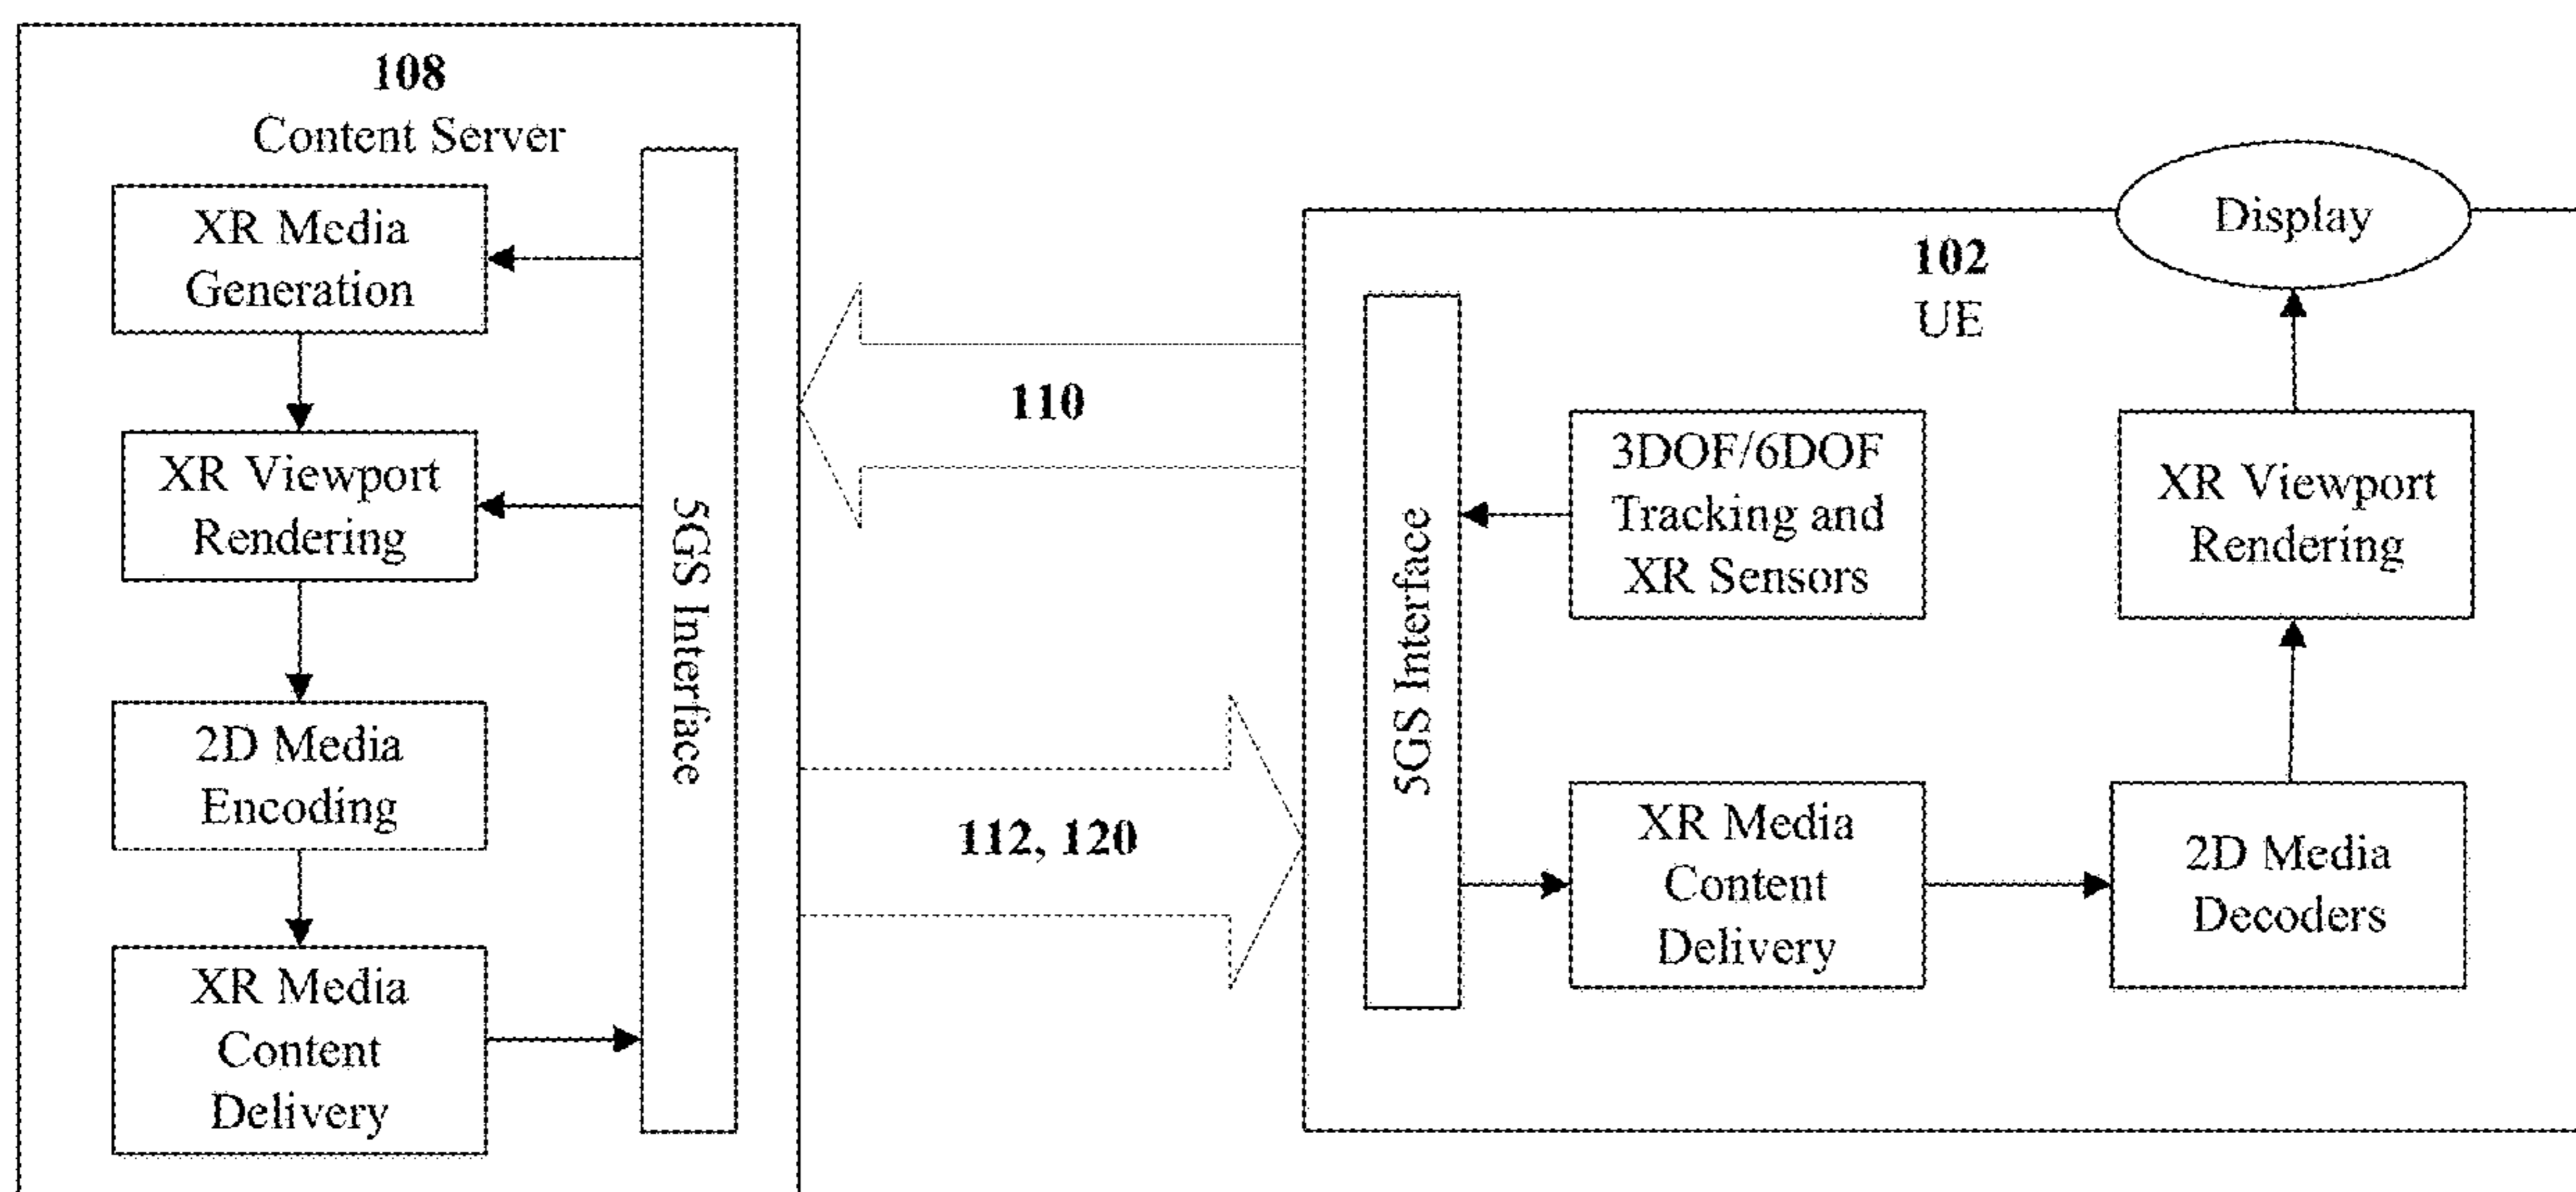 108
Content Server
XR Media
Generation
XR Viewport
Rendering
2D Media
Encoding
XR Media
Content
Delivery
5GS Interface
110
112, 120
102
UE
Display
5GS Interface
3DOF/6DOF
Tracking and
XR Sensors
XR Media
Content
Delivery
2D Media
Decoders
XR Viewport
Rendering